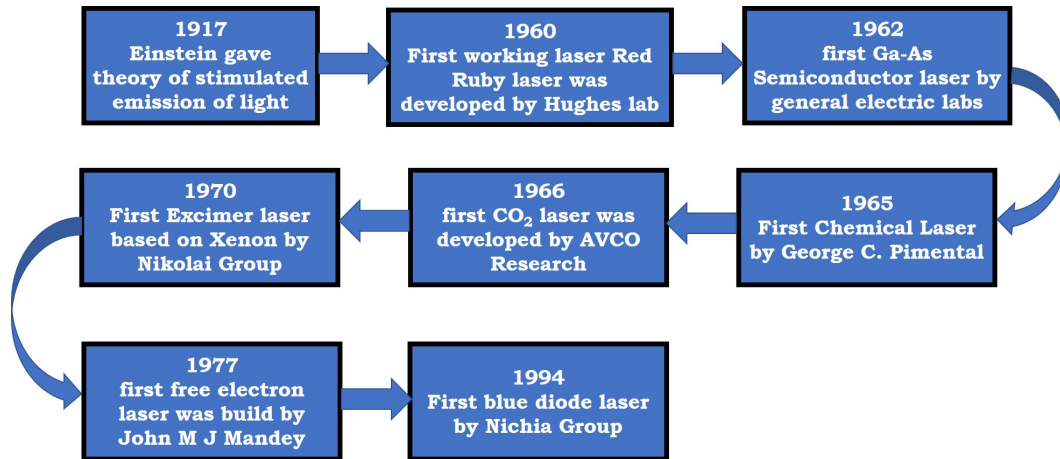 1917
Einstein gave
theory of stimulated
emission of light
1960
First working laser Red
Ruby laser was
developed by Hughes lab
1962
first Ga-As
Semiconductor laser by
general electric labs
1965
First Chemical Laser
by George C. Pimental
1966
first CO₂ laser was
developed by AVCO
Research
1970
First Excimer laser
based on Xenon by
Nikolai Group
1977
first free electron
laser was build by
John M J Mandey
1994
First blue diode laser
by Nichia Group